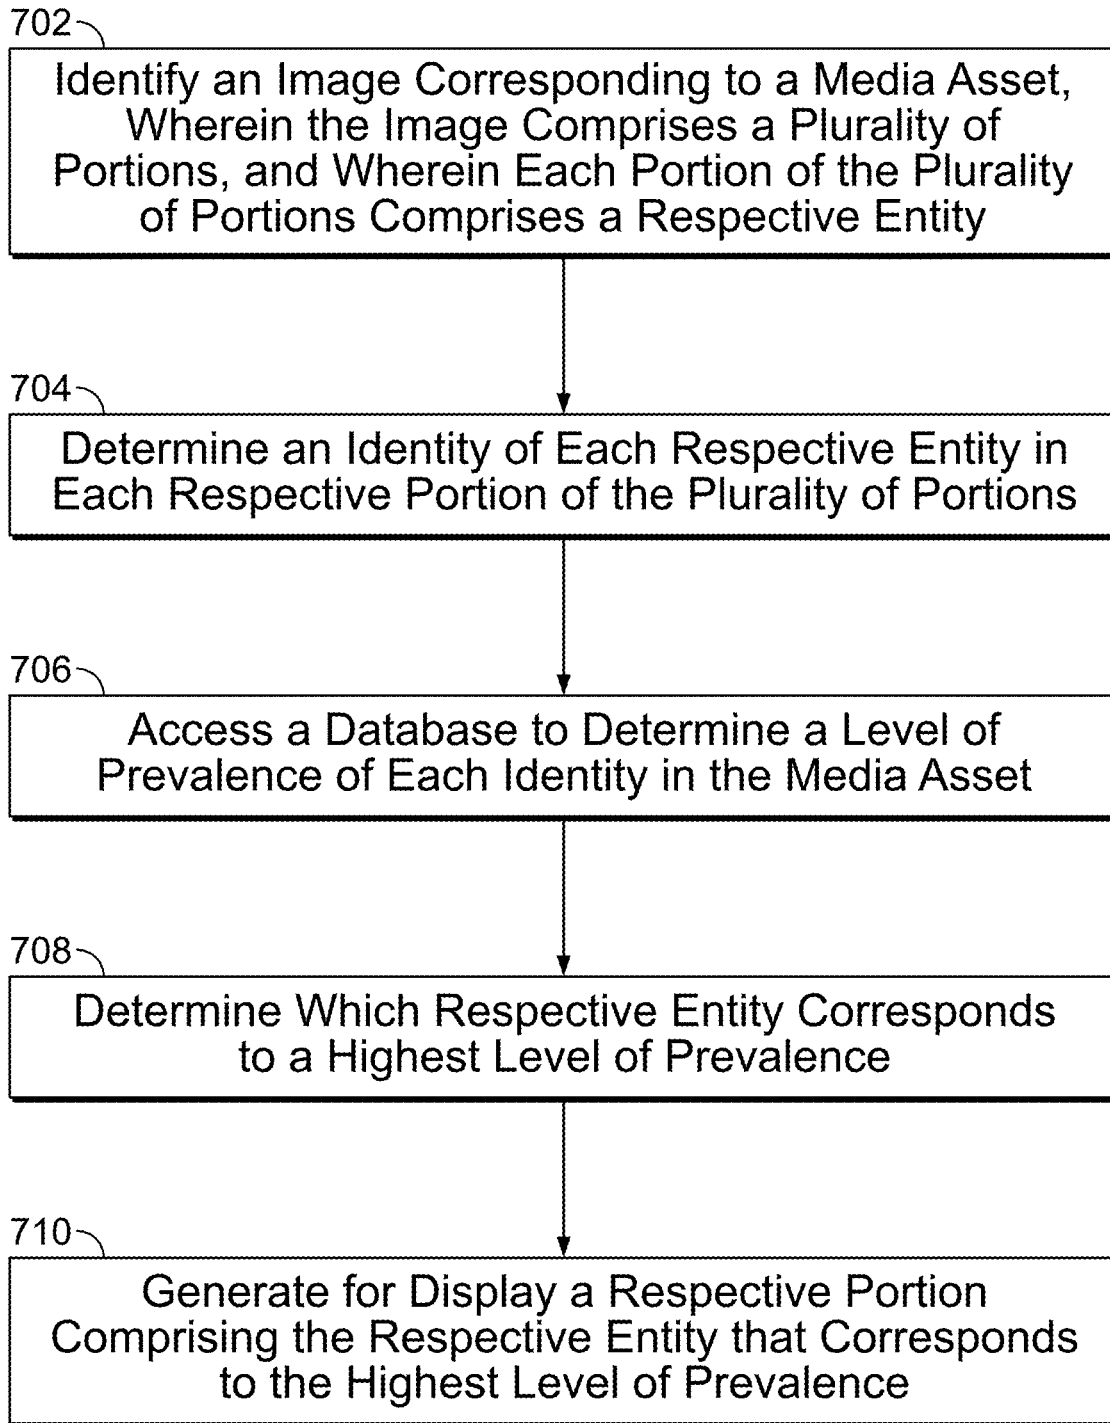 702
Identify an Image Corresponding to a Media Asset,
Wherein the Image Comprises a Plurality of
Portions, and Wherein Each Portion of the Plurality
of Portions Comprises a Respective Entity
704
Determine an Identity of Each Respective Entity in
Each Respective Portion of the Plurality of Portions
706
Access a Database to Determine a Level of
Prevalence of Each Identity in the Media Asset
708
Determine Which Respective Entity Corresponds
to a Highest Level of Prevalence
710
Generate for Display a Respective Portion
Comprising the Respective Entity that Corresponds
to the Highest Level of Prevalence